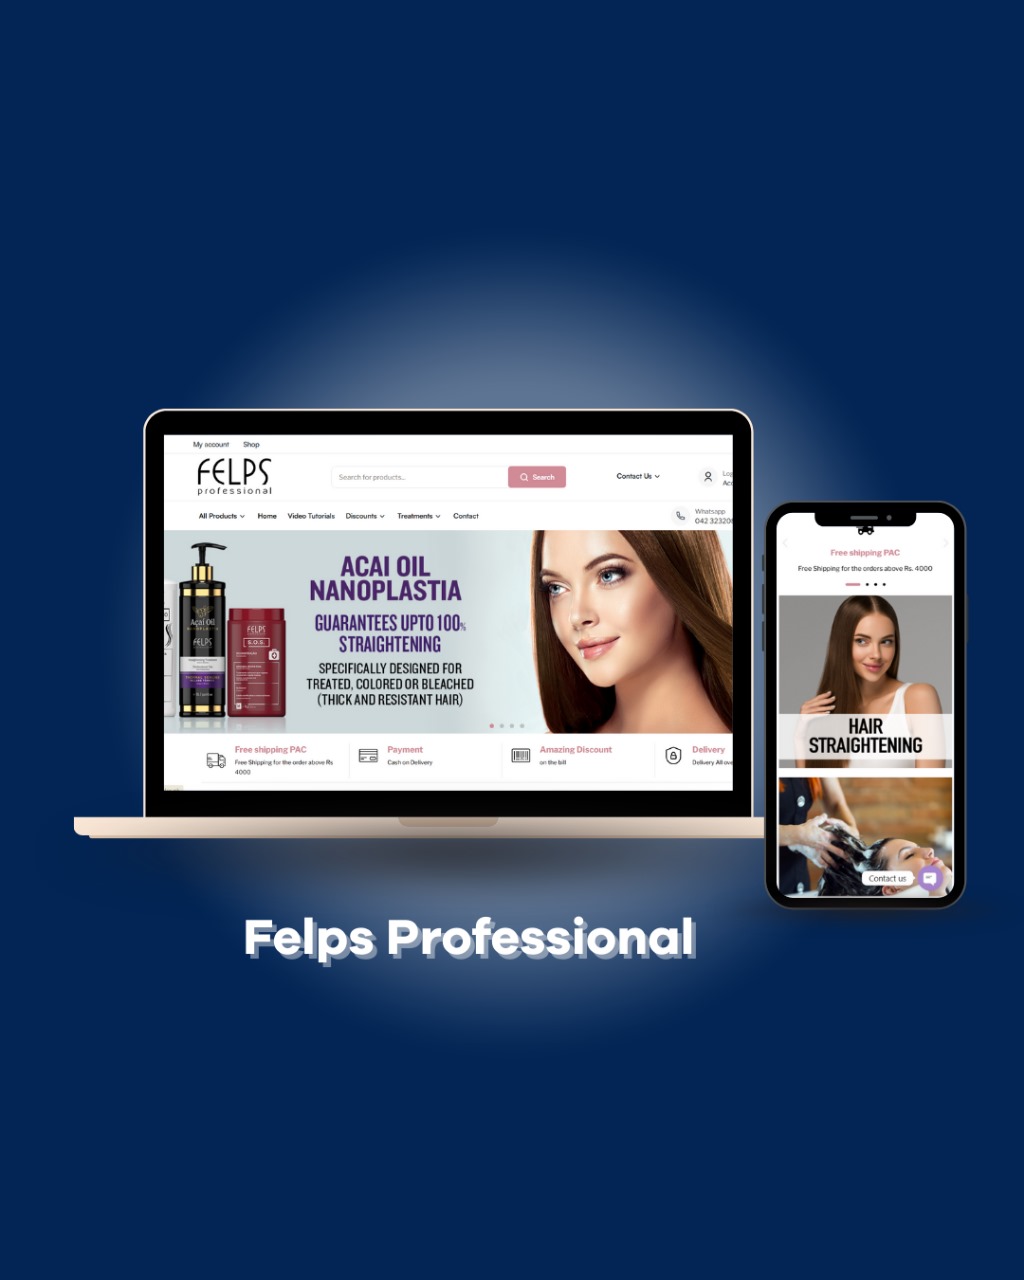 My account Shop
FELPS
professional
Search for products...
Search
Contact Us
All Products Home Video Tutorials Discounts Treatments Contact
Whatsapp
ACAI OIL
NANOPLASTIA
GUARANTEES UPTO 100%
STRAIGHTENING
SPECIFICALLY DESIGNED FOR
TREATED, COLORED OR BLEACHED
(THICK AND RESISTANT HAIR)
Açaí Oil
FELPS
FELPS
S.O.S.
Free shipping PAC
Free Shipping for the order above Rs
4000
Payment
Cash on Delivery
Amazing Discount
on the bill
Delivery
Free shipping PAC
Free Shipping for the orders above Rs. 4000
HAIR
STRAIGHTENING
Contact us
Felps Professional